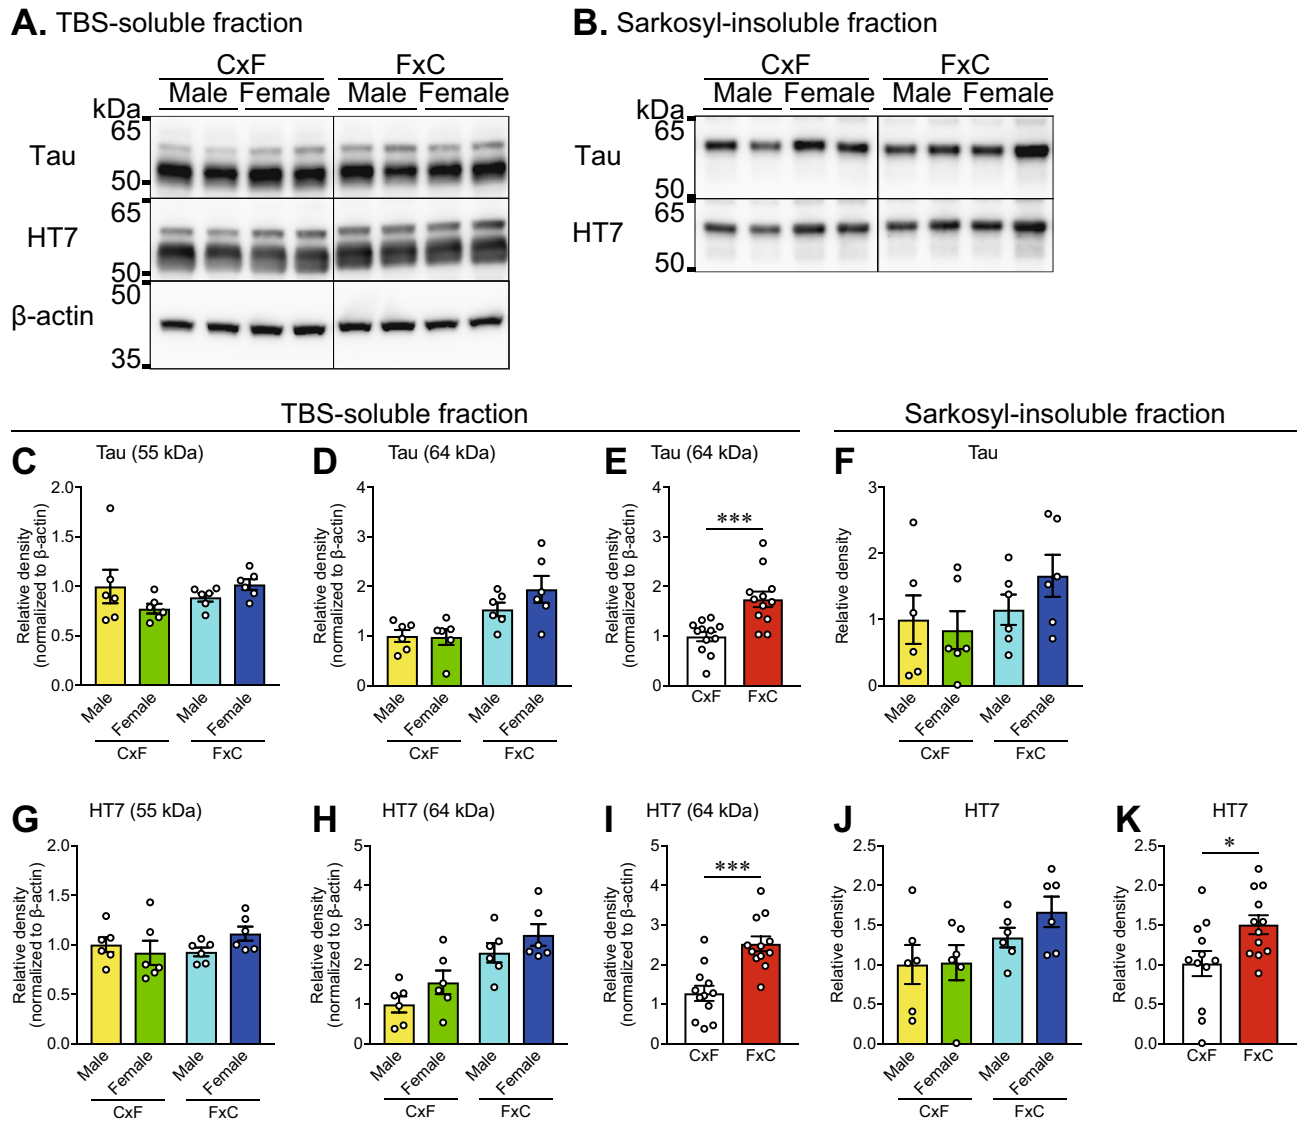 A. TBS-soluble fraction
CxF FxC
Male Female Male Female
kDa
65
Tau
50
65
HT7
50
50
β-actin
35
B. Sarkosyl-insoluble fraction
CxF FxC
Male Female Male Female
kDa
65
Tau
50
65
HT7
50
TBS-soluble fraction
Sarkosyl-insoluble fraction
C Tau (55 kDa)
Relative density
(normalized to β-actin)
2.0
1.5
1.0
0.5
0.0
Male Female Male Female
CxF FxC
D Tau (64 kDa)
Relative density
(normalized to β-actin)
4
3
2
1
0
Male Female Male Female
CxF FxC
E Tau (64 kDa)
Relative density
(normalized to β-actin)
4
3
2
1
0
***
CxF FxC
F Tau
Relative density
3
2
1
0
Male Female Male Female
CxF FxC
G HT7 (55 kDa)
Relative density
(normalized to β-actin)
2.0
1.5
1.0
0.5
0.0
Male Female Male Female
CxF FxC
H HT7 (64 kDa)
Relative density
(normalized to β-actin)
5
4
3
2
1
0
Male Female Male Female
CxF FxC
I HT7 (64 kDa)
Relative density
(normalized to β-actin)
5
4
3
2
1
0
***
CxF FxC
J HT7
Relative density
2.5
2.0
1.5
1.0
0.5
0.0
Male Female Male Female
CxF FxC
K HT7
Relative density
2.5
2.0
1.5
1.0
0.5
0.0
*
CxF FxC